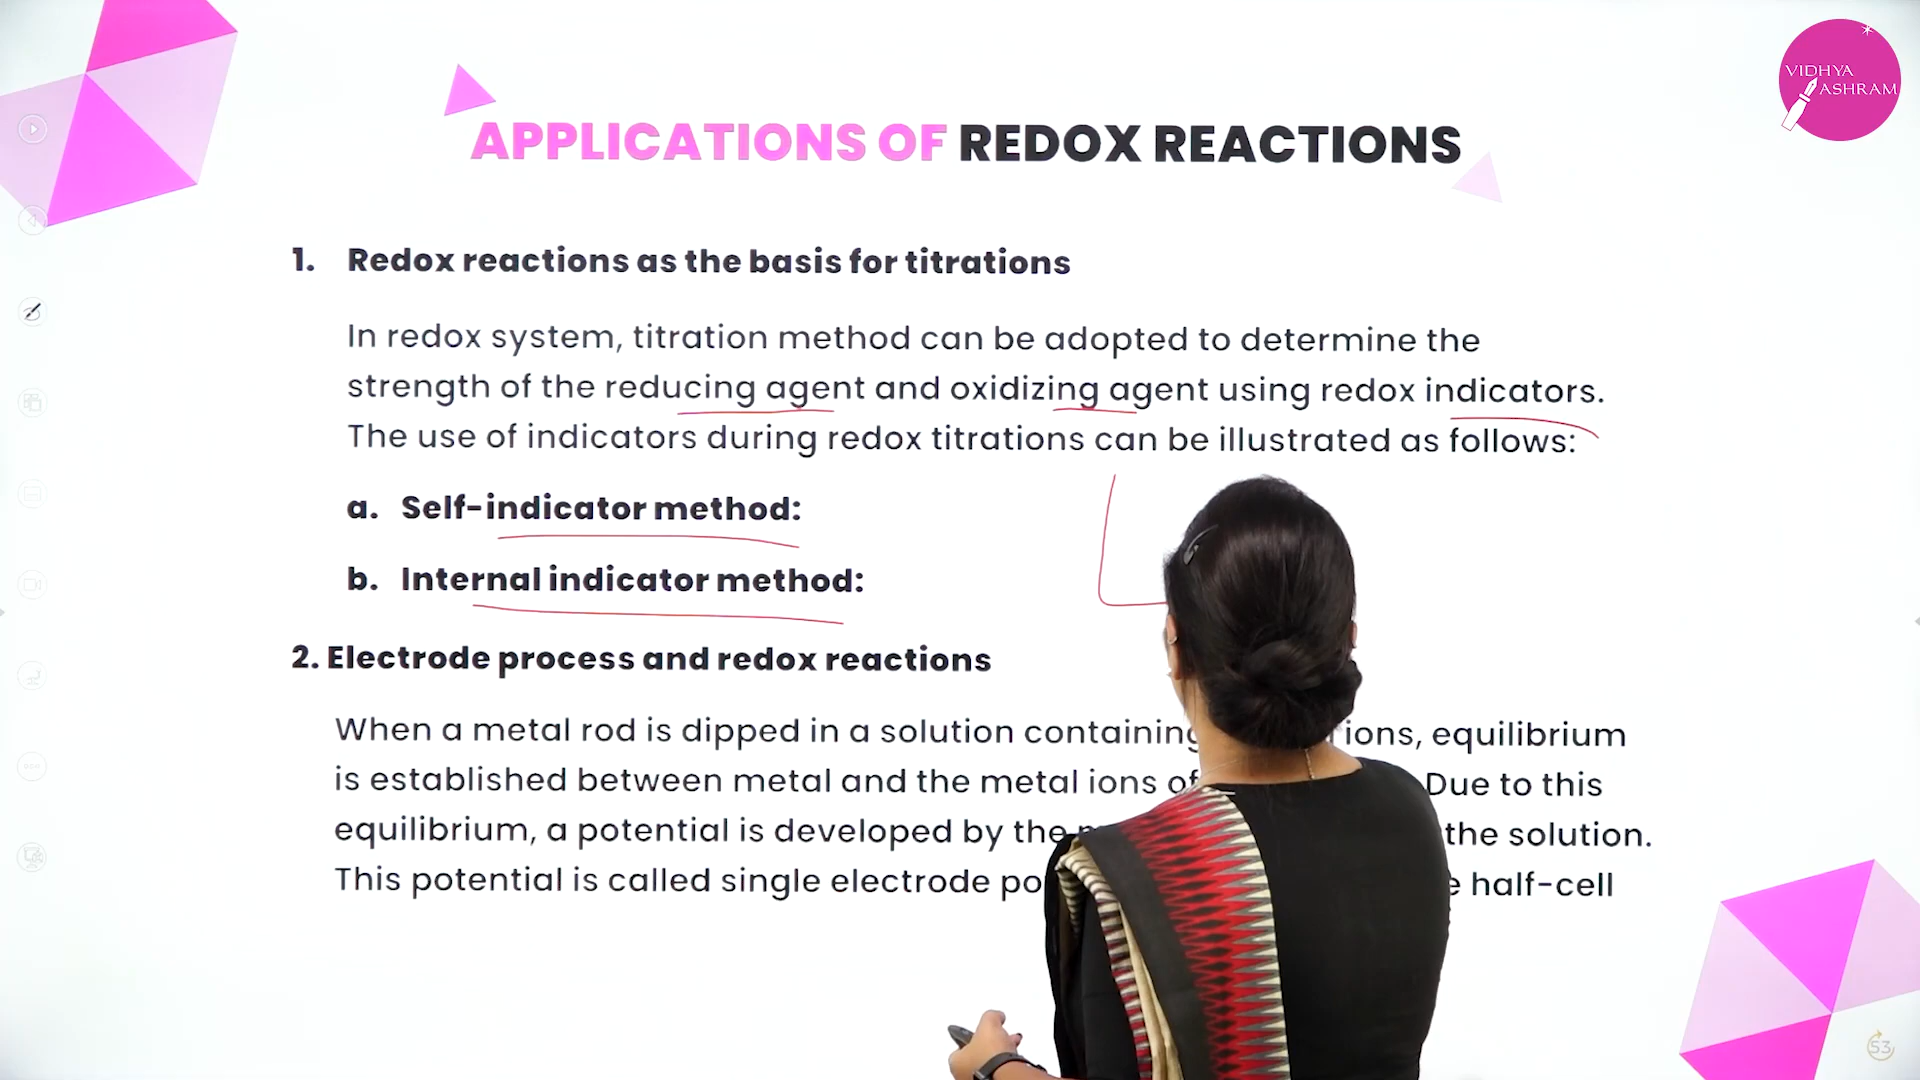 VIDHYA
ASHRAM
APPLICATIONS OF REDOX REACTIONS
1. Redox reactions as the basis for titrations
In redox system, titration method can be adopted to determine the
strength of the reducing agent and oxidizing agent using redox indicators.
The use of indicators during redox titrations can be illustrated as follows:
a. Self-indicator method:
b. Internal indicator method:
2. Electrode process and redox reactions
When a metal rod is dipped in a solution containing ions, equilibrium
is established between metal and the metal ions of Due to this
equilibrium, a potential is developed by the the solution.
This potential is called single electrode half-cell
53